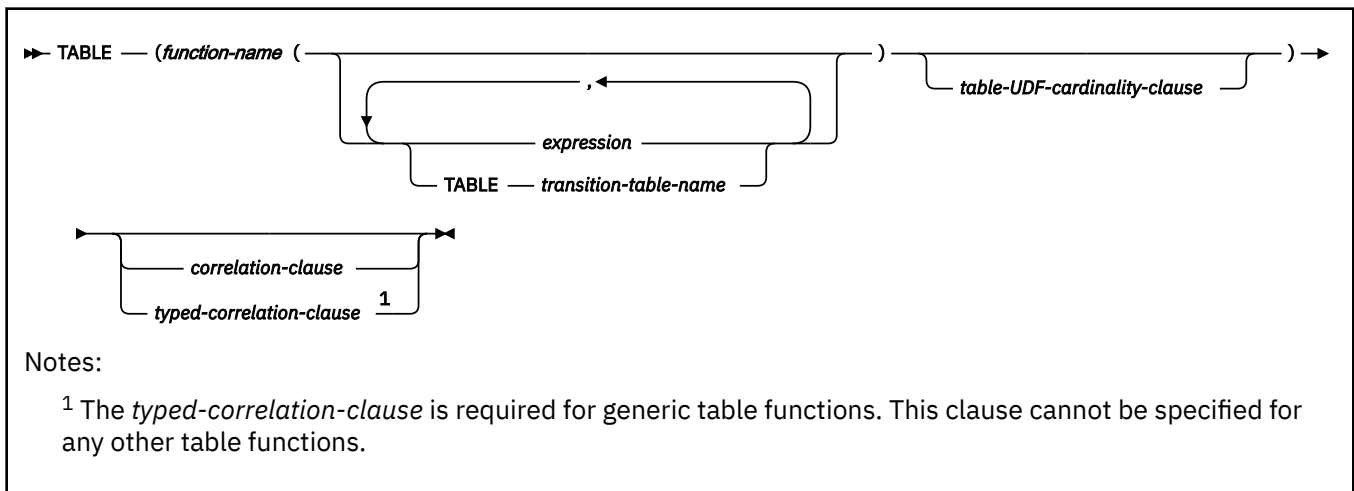 TABLE (function-name ( ) )
,
table-UDF-cardinality-clause
expression
TABLE transition-table-name
correlation-clause
typed-correlation-clause 1
Notes:
1 The typed-correlation-clause is required for generic table functions. This clause cannot be specified for
any other table functions.